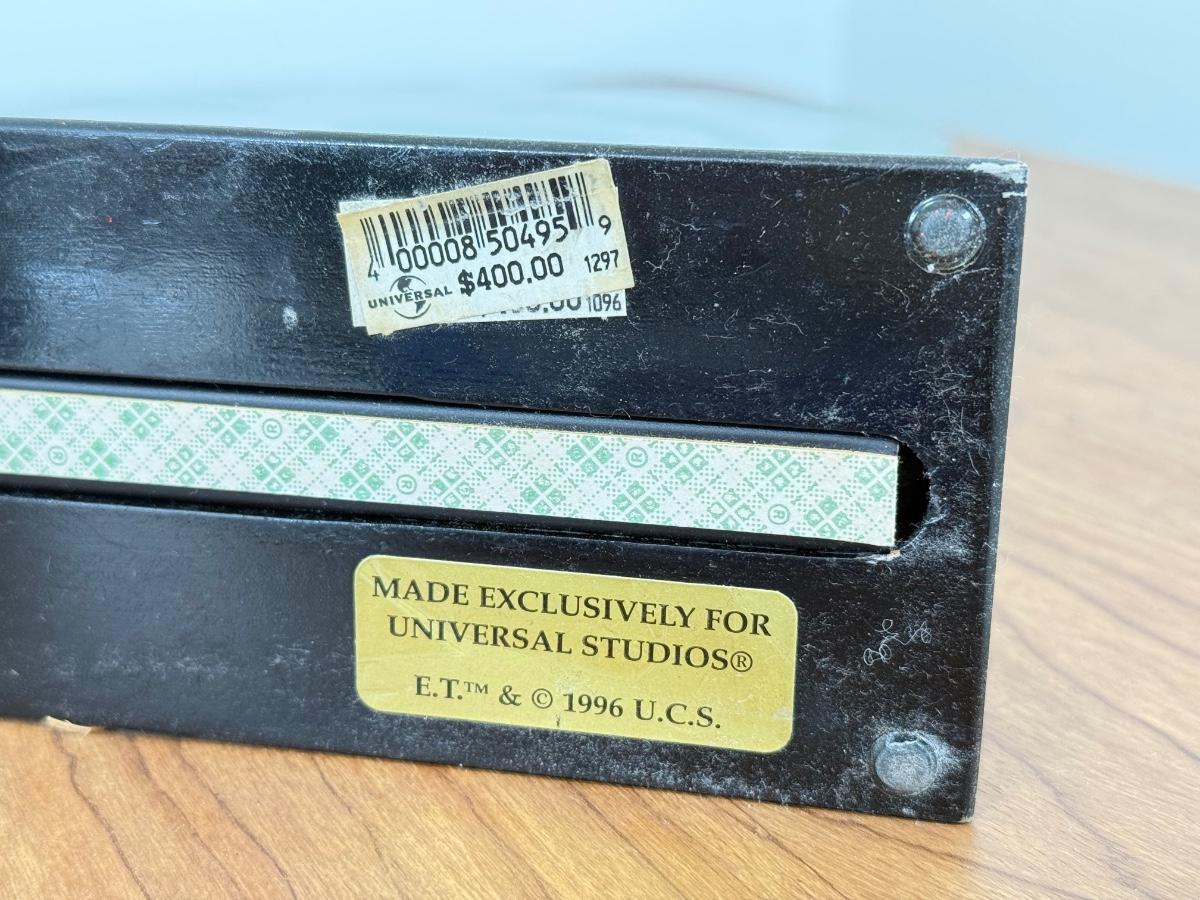 4 00008 50495 9
UNIVERSAL $400.00 1297
1096
MADE EXCLUSIVELY FOR
UNIVERSAL STUDIOS®
E.T.™ & © 1996 U.C.S.